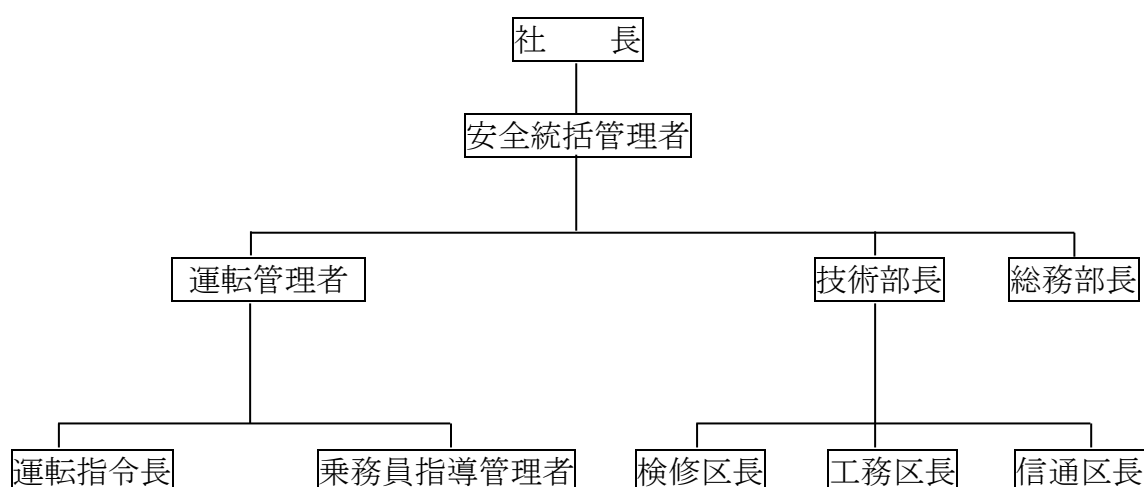 社　　長
安全統括管理者
運転管理者
技術部長
総務部長
運転指令長
乗務員指導管理者
検修区長
工務区長
信通区長